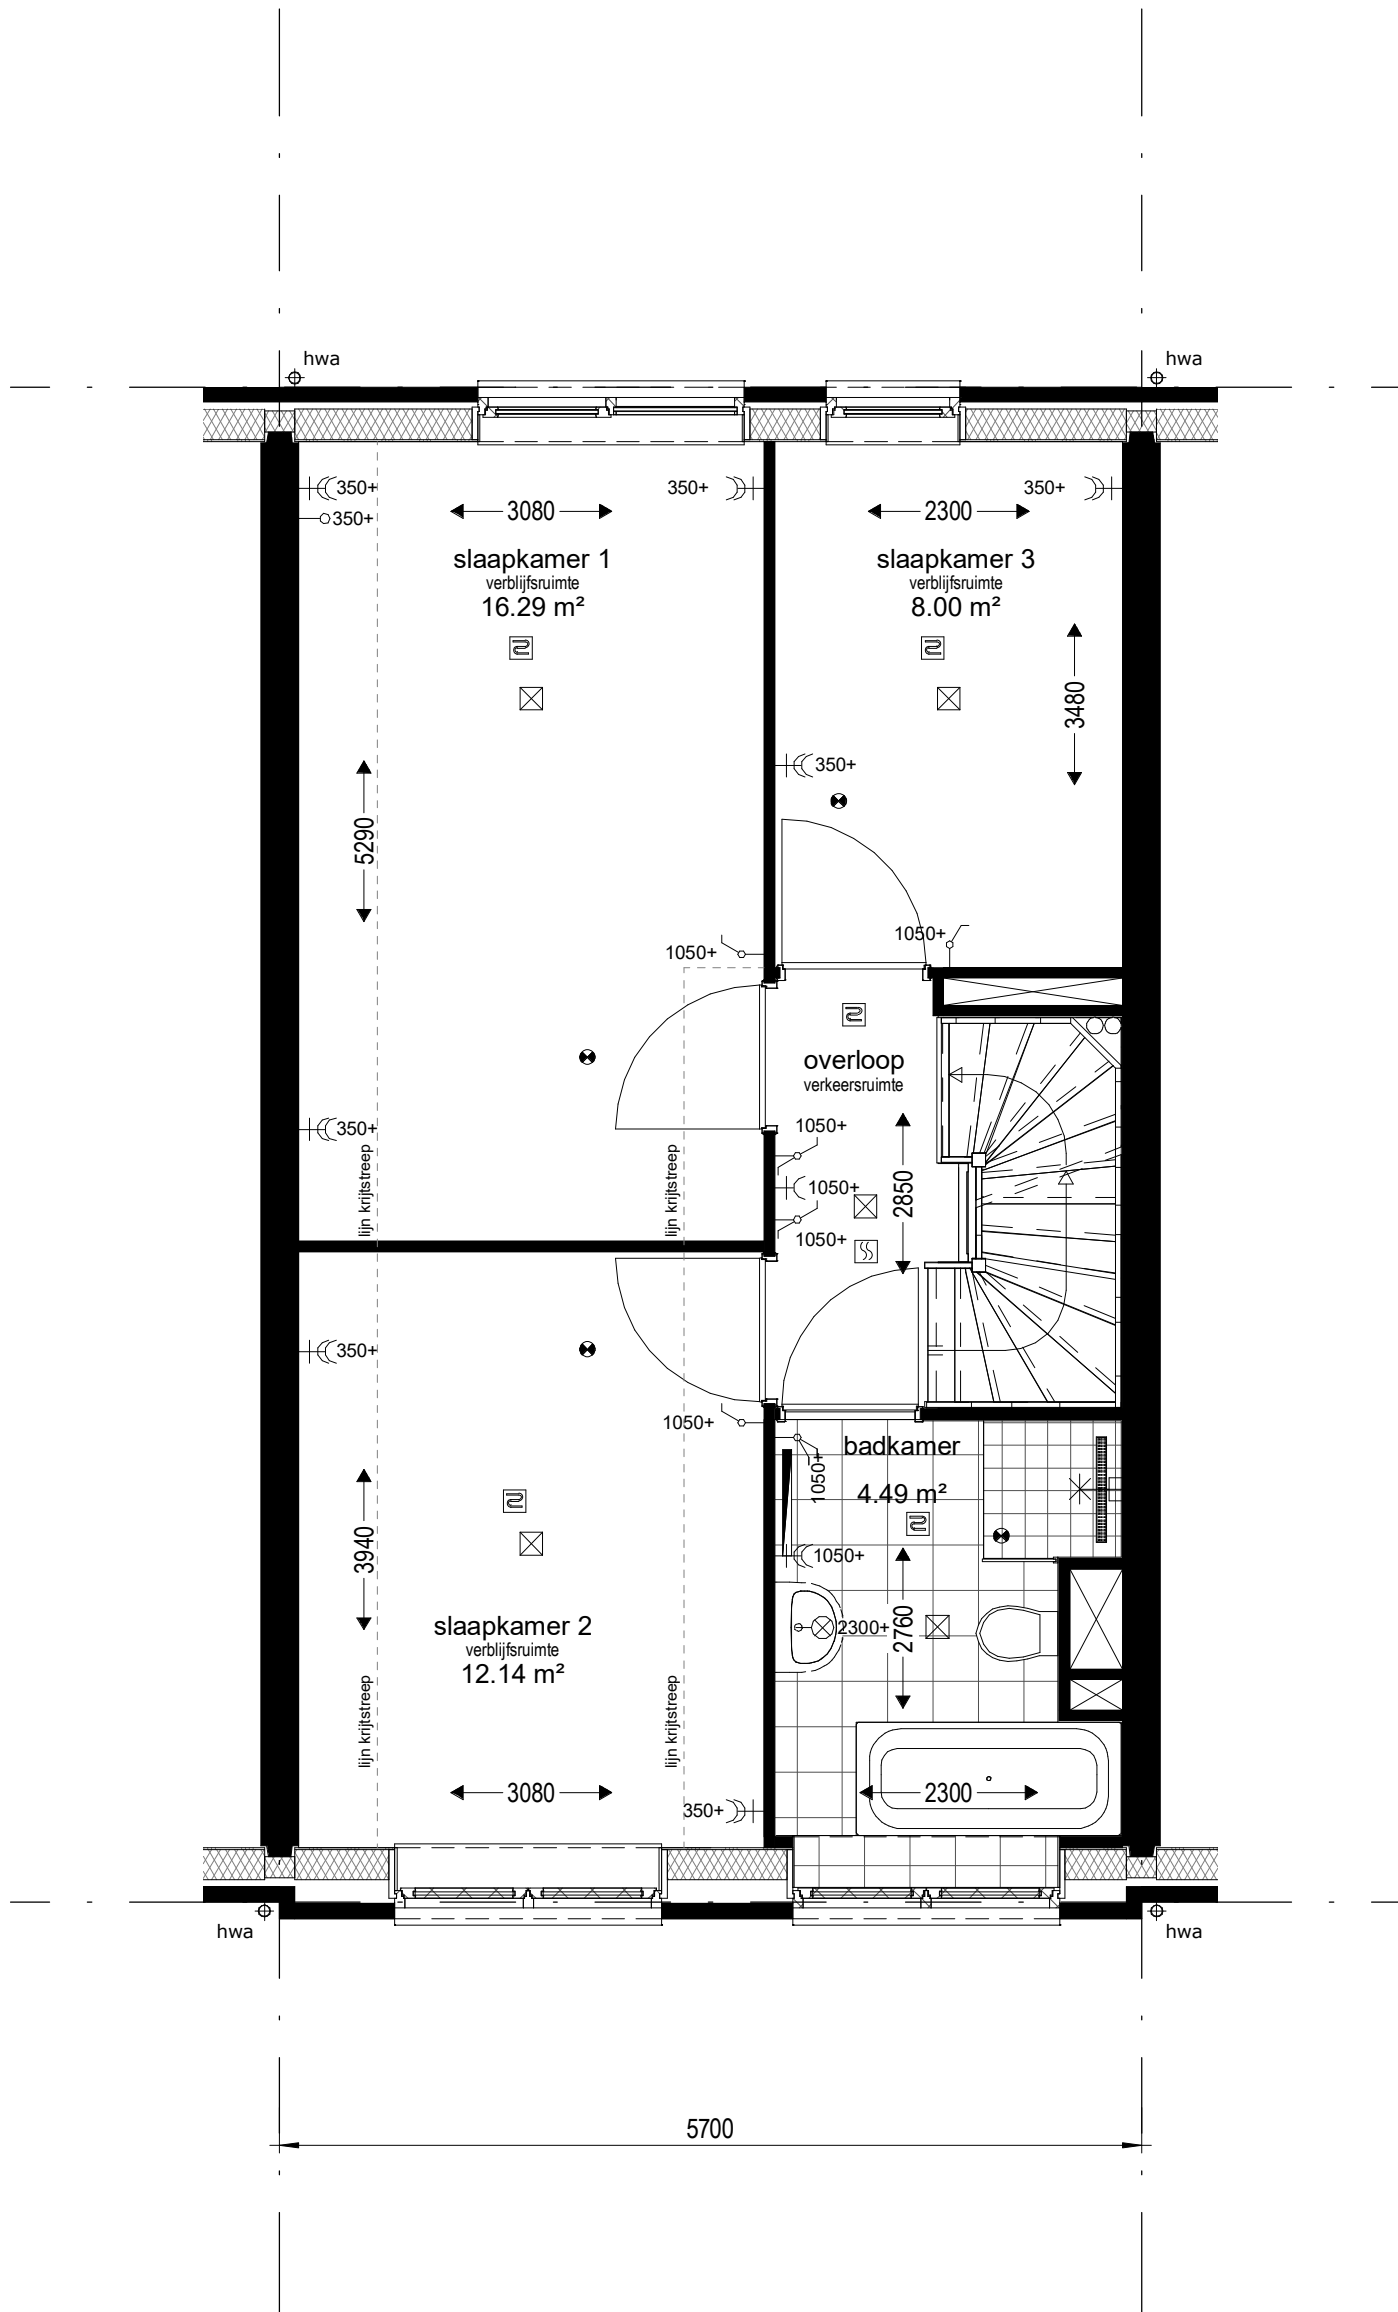 hwa
hwa
350+
350+
350+
350+
3080
2300
350+
slaapkamer 1
verblijfsruimte
16.29 m²
slaapkamer 3
verblijfsruimte
8.00 m²
3480
350+
5290
1050+
1050+
overloop
verkeersruimte
350+
1050+
lijn krijtstreep
lijn krijtstreep
1050+
2850
1050+
350+
1050+
badkamer
1050+
4.49 m²
3940
1050+
2300+
2760
slaapkamer 2
verblijfsruimte
12.14 m²
lijn krijtstreep
lijn krijtstreep
3080
2300
350+
hwa
hwa
5700